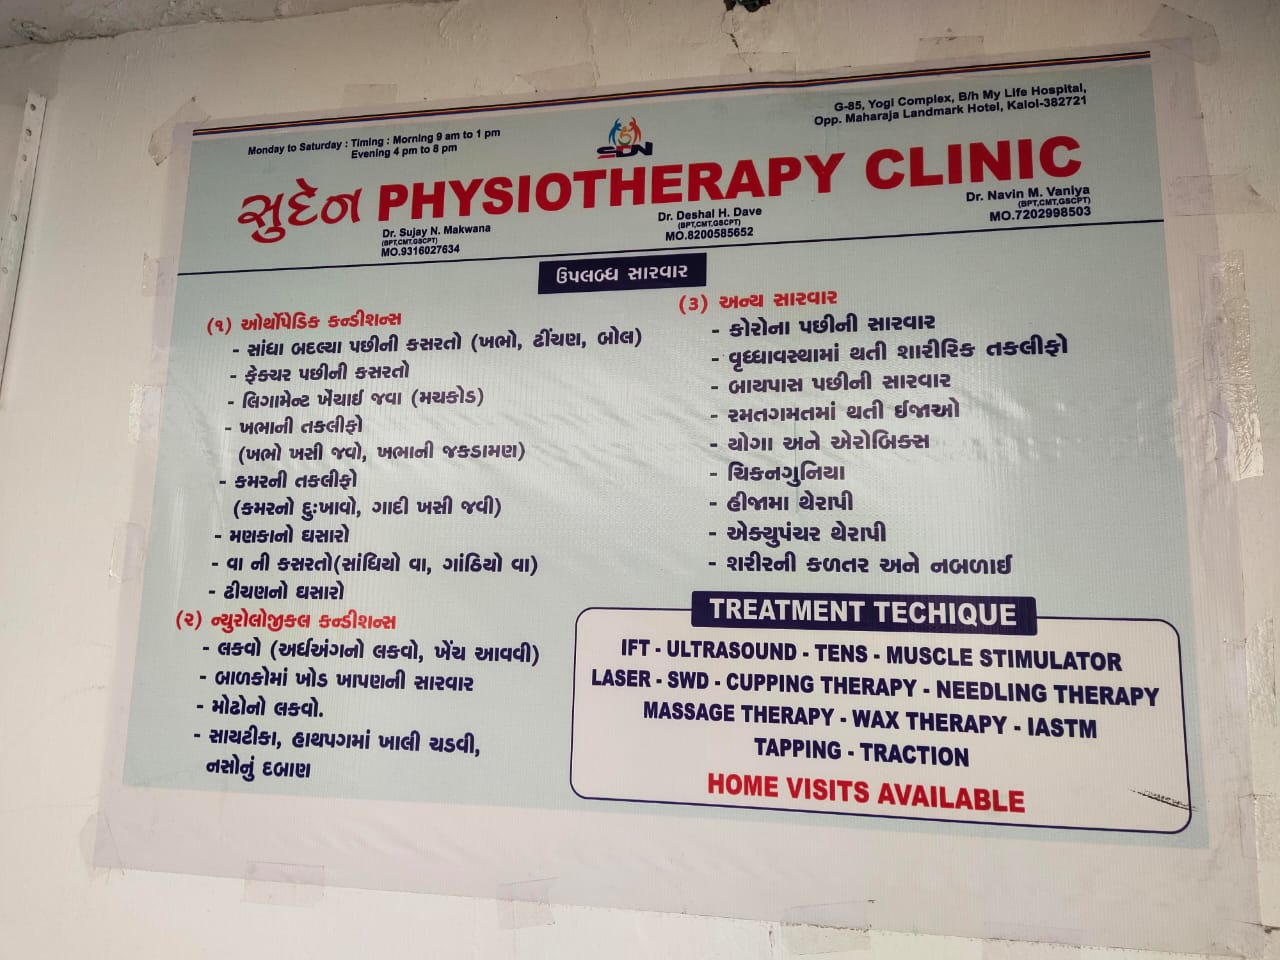 Monday to Saturday : Timing : Morning 9 am to 1 pm
Evening 4 pm to 8 pm
G-85, Yogi Complex, B/h My Life Hospital,
Opp. Maharaja Landmark Hotel, Kalol-382721
SDN
સુદેન PHYSIOTHERAPY CLINIC
Dr. Sujay N. Makwana
(BPT,CMT,GSCPT)
MO.9316027634
Dr. Deshal H. Dave
(BPT,CMT,GSCPT)
MO.8200585652
Dr. Navin M. Vaniya
(BPT,CMT,GSCPT)
MO.7202998503
ઉપલબ્ધ સારવાર
(૧) ઓર્થોપેડિક કન્ડીશન્સ
- સાંધા બદલ્યા પછીની કસરતો (ખભો, ઢીંચણ, બોલ)
- ફેક્ચર પછીની કસરતો
- લિગામેન્ટ ખેંચાઈ જવા (મચકોડ)
- ખભાની તકલીફો
(ખભો ખસી જવો, ખભાની જકડામણ)
- કમરની તકલીફો
(કમરનો દુઃખાવો, ગાદી ખસી જવી)
- મણકાનો ઘસારો
- વા ની કસરતો(સાંધિયો વા, ગાંઠિયો વા)
- ઢીચણનો ઘસારો
(૨) ન્યુરોલોજીકલ કન્ડીશન્સ
- લકવો (અર્ધઅંગનો લકવો, ખેંચ આવવી)
- બાળકોમાં ખોડ ખાપણની સારવાર
- મોઢોનો લકવો.
- સાયટીકા, હાથપગમાં ખાલી ચડવી,
નસોનું દબાણ
(૩) અન્ય સારવાર
- કોરોના પછીની સારવાર
- વૃધ્ધાવસ્થામાં થતી શારીરિક તકલીફો
- બાયપાસ પછીની સારવાર
- રમતગમતમાં થતી ઈજાઓ
- યોગા અને એરોબિક્સ
- ચિકનગુનિયા
- હીજામા થેરાપી
- એક્યુપંચર થેરાપી
- શરીરની કળતર અને નબળાઈ
TREATMENT TECHIQUE
IFT - ULTRASOUND - TENS - MUSCLE STIMULATOR
LASER - SWD - CUPPING THERAPY - NEEDLING THERAPY
MASSAGE THERAPY - WAX THERAPY - IASTM
TAPPING - TRACTION
HOME VISITS AVAILABLE